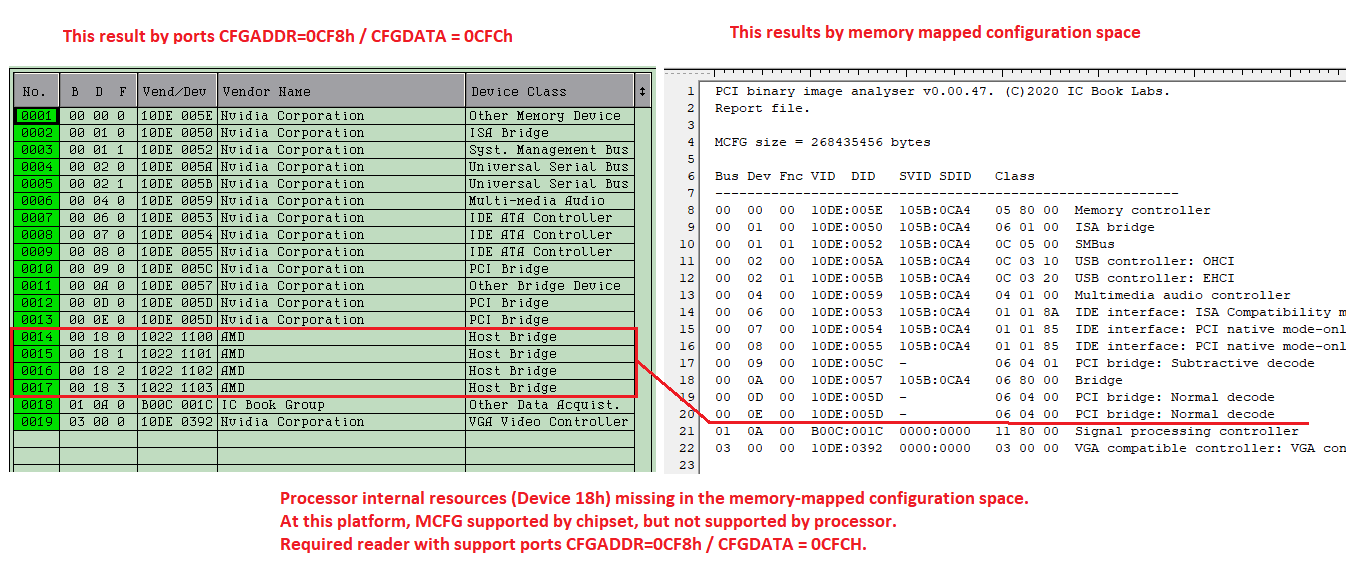 This result by ports CFGADDR=0CF8h / CFGDATA = 0CFCh
This results by memory mapped configuration space
No. B D F Vend/Dev Vendor Name Device Class ↕
0001 00 00 0 10DE 005E Nvidia Corporation Other Memory Device
0002 00 01 0 10DE 0050 Nvidia Corporation ISA Bridge
0003 00 01 1 10DE 0052 Nvidia Corporation Syst. Management Bus
0004 00 02 0 10DE 005A Nvidia Corporation Universal Serial Bus
0005 00 02 1 10DE 005B Nvidia Corporation Universal Serial Bus
0006 00 04 0 10DE 0059 Nvidia Corporation Multi-media Audio
0007 00 06 0 10DE 0053 Nvidia Corporation IDE ATA Controller
0008 00 07 0 10DE 0054 Nvidia Corporation IDE ATA Controller
0009 00 08 0 10DE 0055 Nvidia Corporation IDE ATA Controller
0010 00 09 0 10DE 005C Nvidia Corporation PCI Bridge
0011 00 0A 0 10DE 0057 Nvidia Corporation Other Bridge Device
0012 00 0D 0 10DE 005D Nvidia Corporation PCI Bridge
0013 00 0E 0 10DE 005D Nvidia Corporation PCI Bridge
0014 00 18 0 1022 1100 AMD Host Bridge
0015 00 18 1 1022 1101 AMD Host Bridge
0016 00 18 2 1022 1102 AMD Host Bridge
0017 00 18 3 1022 1103 AMD Host Bridge
0018 01 0A 0 B00C 001C IC Book Group Other Data Acquist.
0019 03 00 0 10DE 0392 Nvidia Corporation VGA Video Controller
1 PCI binary image analyser v0.00.47. (C)2020 IC Book Labs.
2 Report file.
3
4 MCFG size = 268435456 bytes
5
6 Bus Dev Fnc VID DID SVID SDID Class
7 ----------------------------------------------------------
8 00 00 00 10DE:005E 105B:0CA4 05 80 00 Memory controller
9 00 01 00 10DE:0050 105B:0CA4 06 01 00 ISA bridge
10 00 01 01 10DE:0052 105B:0CA4 0C 05 00 SMBus
11 00 02 00 10DE:005A 105B:0CA4 0C 03 10 USB controller: OHCI
12 00 02 01 10DE:005B 105B:0CA4 0C 03 20 USB controller: EHCI
13 00 04 00 10DE:0059 105B:0CA4 04 01 00 Multimedia audio controller
14 00 06 00 10DE:0053 105B:0CA4 01 01 8A IDE interface: ISA Compatibility m
15 00 07 00 10DE:0054 105B:0CA4 01 01 85 IDE interface: PCI native mode-onl
16 00 08 00 10DE:0055 105B:0CA4 01 01 85 IDE interface: PCI native mode-onl
17 00 09 00 10DE:005C - 06 04 01 PCI bridge: Subtractive decode
18 00 0A 00 10DE:0057 105B:0CA4 06 80 00 Bridge
19 00 0D 00 10DE:005D - 06 04 00 PCI bridge: Normal decode
20 00 0E 00 10DE:005D - 06 04 00 PCI bridge: Normal decode
21 01 0A 00 B00C:001C 0000:0000 11 80 00 Signal processing controller
22 03 00 00 10DE:0392 0000:0000 03 00 00 VGA compatible controller: VGA con
23
Processor internal resources (Device 18h) missing in the memory-mapped configuration space.
At this platform, MCFG supported by chipset, but not supported by processor.
Required reader with support ports CFGADDR=0CF8h / CFGDATA = 0CFCH.